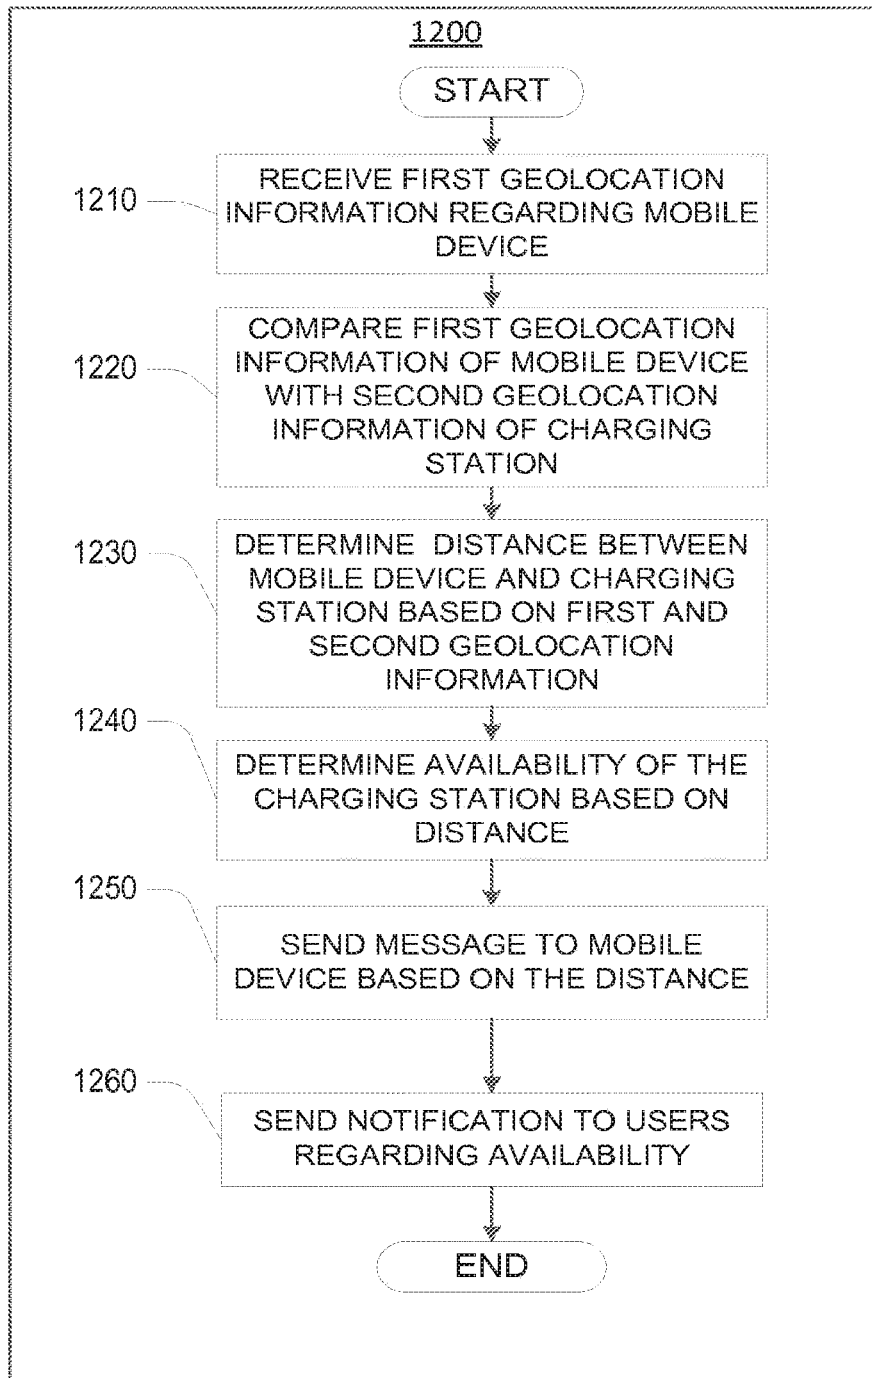 1200
START
1210
RECEIVE FIRST GEOLOCATION
INFORMATION REGARDING MOBILE
DEVICE
1220
COMPARE FIRST GEOLOCATION
INFORMATION OF MOBILE DEVICE
WITH SECOND GEOLOCATION
INFORMATION OF CHARGING
STATION
1230
DETERMINE DISTANCE BETWEEN
MOBILE DEVICE AND CHARGING
STATION BASED ON FIRST AND
SECOND GEOLOCATION
INFORMATION
1240
DETERMINE AVAILABILITY OF THE
CHARGING STATION BASED ON
DISTANCE
1250
SEND MESSAGE TO MOBILE
DEVICE BASED ON THE DISTANCE
1260
SEND NOTIFICATION TO USERS
REGARDING AVAILABILITY
END